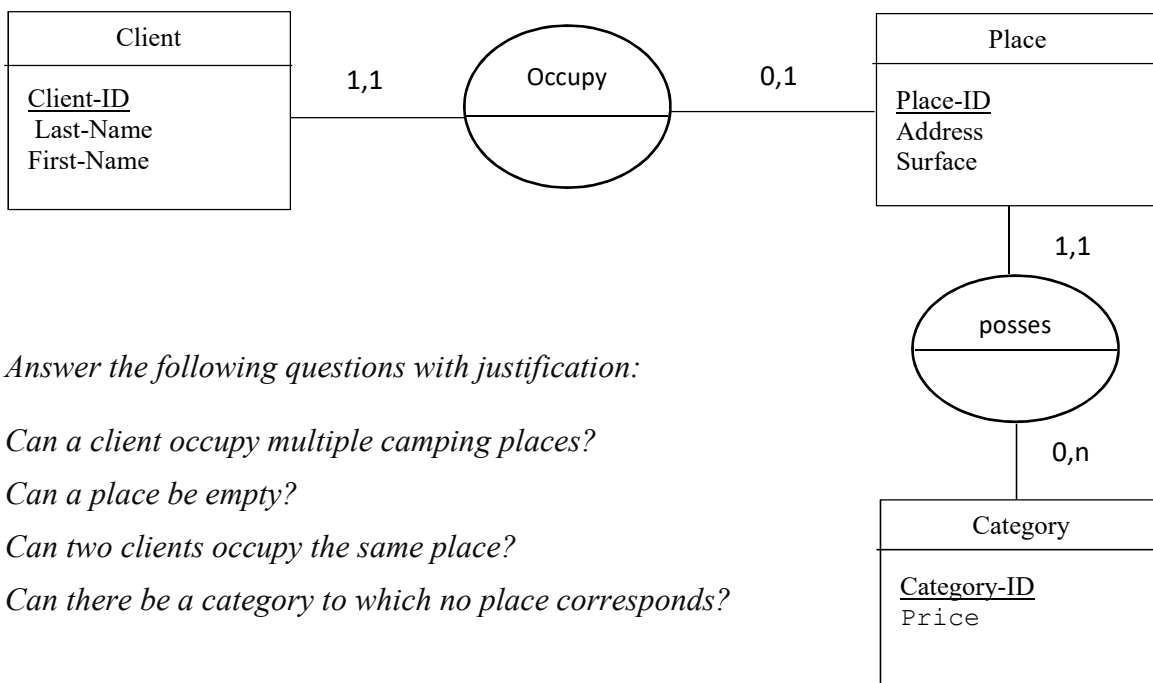 Client
Client-ID
Last-Name
First-Name
1,1
Occupy
0,1
Place
Place-ID
Address
Surface
1,1
posses
0,n
Category
Category-ID
Price
Answer the following questions with justification:
Can a client occupy multiple camping places?
Can a place be empty?
Can two clients occupy the same place?
Can there be a category to which no place corresponds?